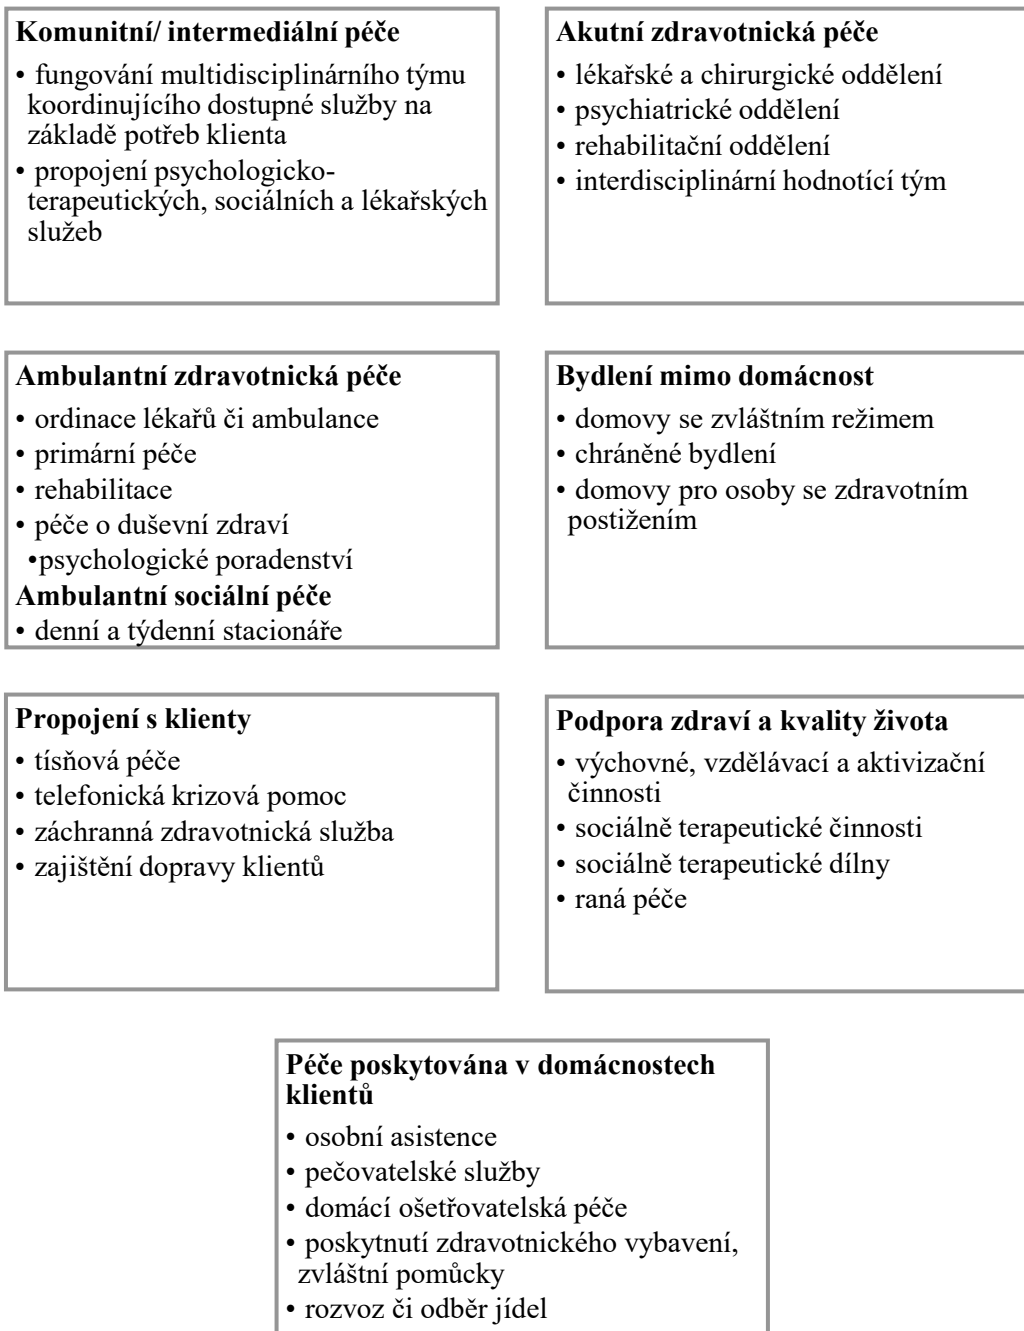 Komunitní/ intermediální péče
• fungování multidisciplinárního týmu
koordinujícího dostupné služby na
základě potřeb klienta
• propojení psychologicko-
terapeutických, sociálních a lékařských
služeb
Akutní zdravotnická péče
• lékařské a chirurgické oddělení
• psychiatrické oddělení
• rehabilitační oddělení
• interdisciplinární hodnotící tým
Ambulantní zdravotnická péče
• ordinace lékařů či ambulance
• primární péče
• rehabilitace
• péče o duševní zdraví
•psychologické poradenství
Ambulantní sociální péče
• denní a týdenní stacionáře
Bydlení mimo domácnost
• domovy se zvláštním režimem
• chráněné bydlení
• domovy pro osoby se zdravotním
postižením
Propojení s klienty
• tísňová péče
• telefonická krizová pomoc
• záchranná zdravotnická služba
• zajištění dopravy klientů
Podpora zdraví a kvality života
• výchovné, vzdělávací a aktivizační
činnosti
• sociálně terapeutické činnosti
• sociálně terapeutické dílny
• raná péče
Péče poskytována v domácnostech
klientů
• osobní asistence
• pečovatelské služby
• domácí ošetřovatelská péče
• poskytnutí zdravotnického vybavení,
zvláštní pomůcky
• rozvoz či odběr jídel